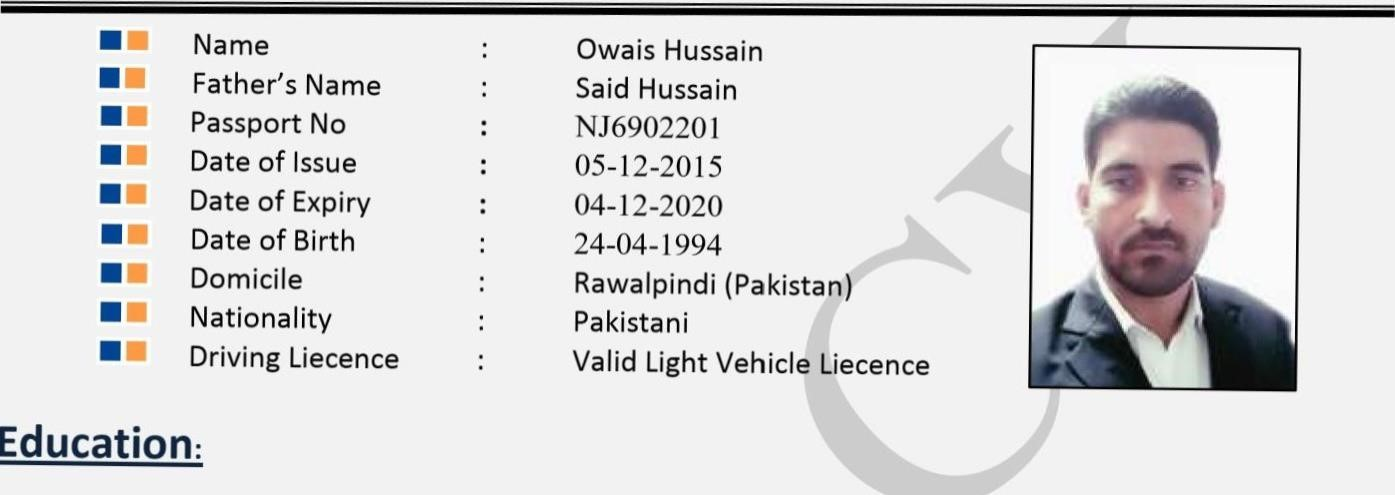 Name : Owais Hussain
Father’s Name : Said Hussain
Passport No : NJ6902201
Date of Issue : 05-12-2015
Date of Expiry : 04-12-2020
Date of Birth : 24-04-1994
Domicile : Rawalpindi (Pakistan)
Nationality : Pakistani
Driving Liecence : Valid Light Vehicle Liecence
CV
Education: